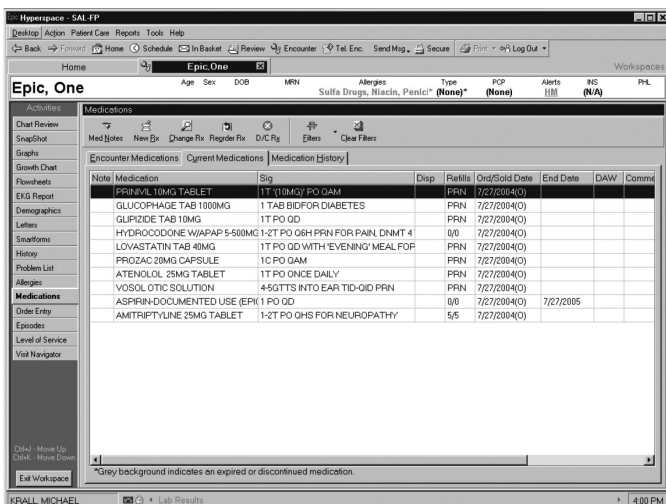 Epic Hyperspace - SAL-FP
Desktop Action Patient Care Reports Tools Help
Back Forward Home Schedule In Basket Review Encounter Tel. Enc. Send Msg. Secure Print Log Out
Home Epic,One Workspaces
Epic, One Age Sex DOB MRN Allergies Type PCP Alerts INS PHL
Sulfa Drugs, Niacin, Penici* (None)* (None) HM (N/A)
Activities
Chart Review
SnapShot
Graphs
Growth Chart
Flowsheets
EKG Report
Demographics
Letters
Smartforms
History
Problem List
Allergies
Medications
Order Entry
Episodes
Level of Service
Visit Navigator
Ctrl+J - Move Up
Ctrl+K - Move Down
Exit Workspace
Medications
Med Notes New Rx Change Rx Reorder Rx D/C Rx Filters Clear Filters
Encounter Medications Current Medications Medication History
Note Medication Sig Disp Refills Ord/Sold Date End Date DAW Comme
PRINIVIL 10MG TABLET 1T '(10MG)' PO QAM PRN 7/27/2004(O)
GLUCOPHAGE TAB 1000MG 1 TAB BIDFOR DIABETES PRN 7/27/2004(O)
GLIPIZIDE TAB 10MG 1T PO QD PRN 7/27/2004(O)
HYDROCODONE W/APAP 5-500MG 1-2T PO Q6H PRN FOR PAIN, DNMT 4 0/0 7/27/2004(O)
LOVASTATIN TAB 40MG 1T PO QD WITH 'EVENING' MEAL FOR PRN 7/27/2004(O)
PROZAC 20MG CAPSULE 1C PO QAM PRN 7/27/2004(O)
ATENOLOL 25MG TABLET 1T PO ONCE DAILY PRN 7/27/2004(O)
VOSOL OTIC SOLUTION 4-5GTTS INTO EAR TID-QID PRN PRN 7/27/2004(O)
ASPIRIN-DOCUMENTED USE (EPIC 1 PO QD 0/0 7/27/2004(O) 7/27/2005
AMITRIPTYLINE 25MG TABLET 1-2T PO QHS FOR NEUROPATHY 5/5 7/27/2004(O)
*Grey background indicates an expired or discontinued medication.
KRALL, MICHAEL Lab Results 4:00 PM